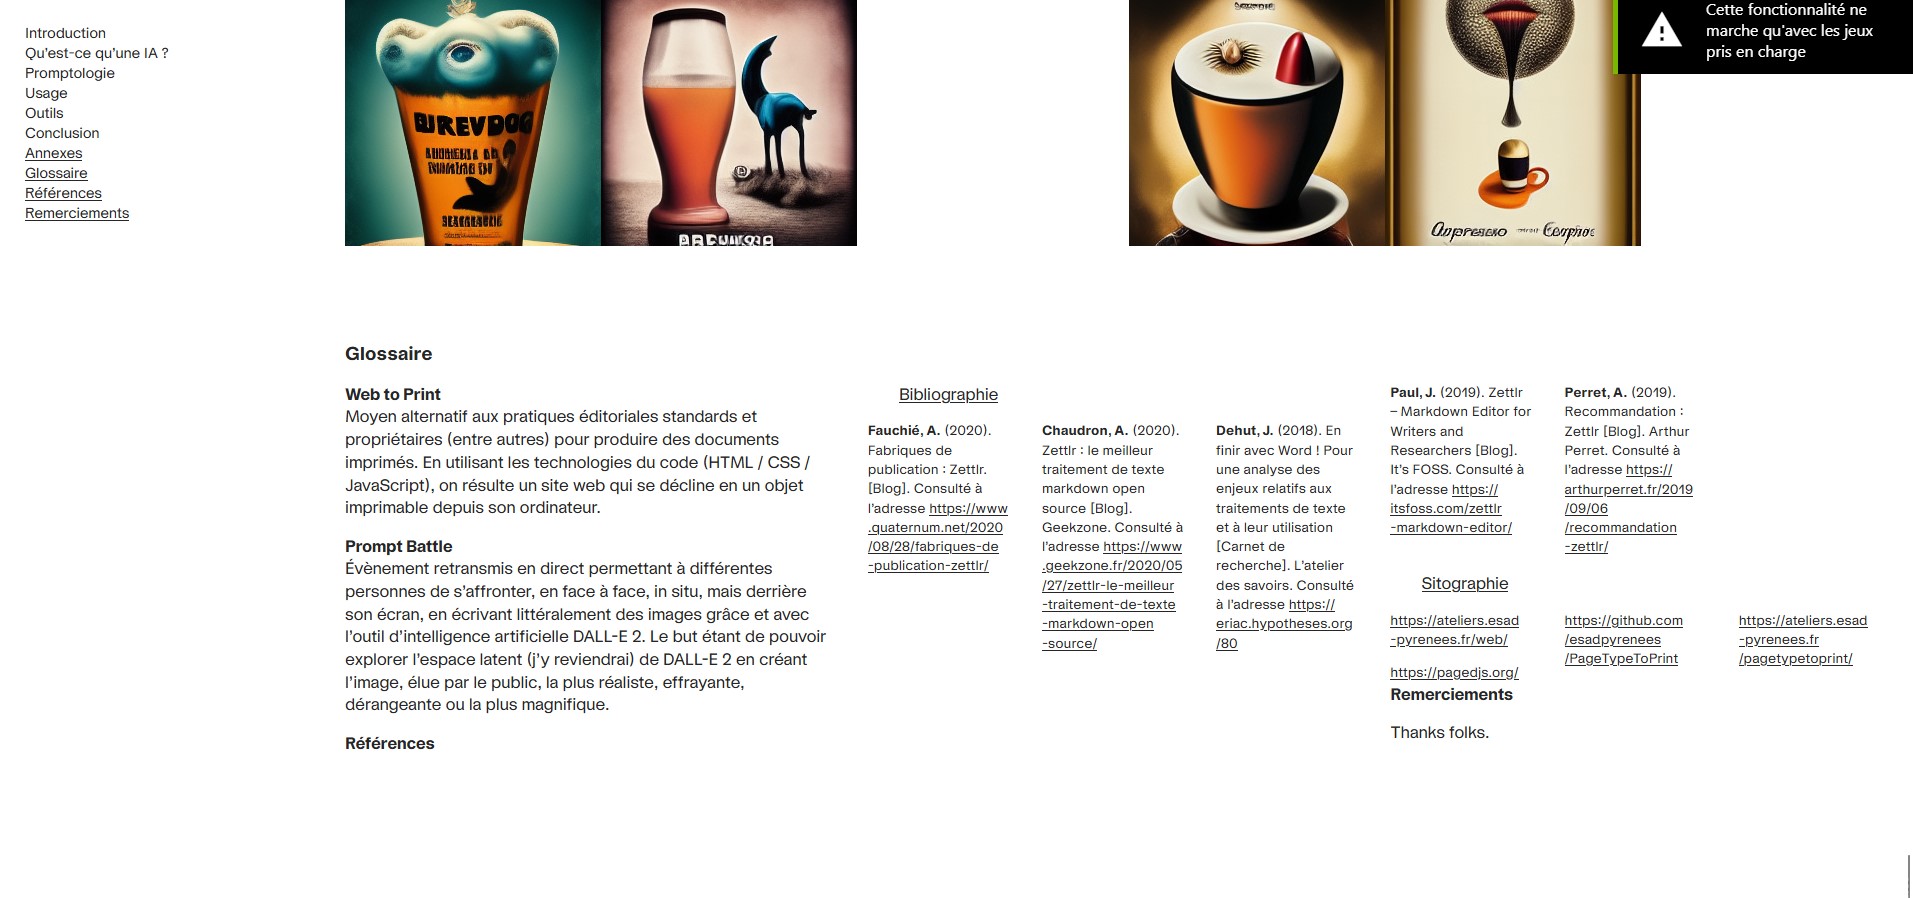 Introduction
Qu'est-ce qu'une IA ?
Promptologie
Usage
Outils
Conclusion
Annexes
Glossaire
Références
Remerciements
BUREVDOG
Cette fonctionnalité ne
marche qu'avec les jeux
pris en charge
Glossaire
Web to Print
Moyen alternatif aux pratiques éditoriales standards et
propriétaires (entre autres) pour produire des documents
imprimés. En utilisant les technologies du code (HTML / CSS /
JavaScript), on résulte un site web qui se décline en un objet
imprimable depuis son ordinateur.
Prompt Battle
Évènement retransmis en direct permettant à différentes
personnes de s'affronter, en face à face, in situ, mais derrière
son écran, en écrivant littéralement des images grâce et avec
l'outil d'intelligence artificielle DALL-E 2. Le but étant de pouvoir
explorer l'espace latent (j'y reviendrai) de DALL-E 2 en créant
l'image, élue par le public, la plus réaliste, effrayante,
dérangeante ou la plus magnifique.
Références
Bibliographie
Fauchié, A. (2020).
Fabriques de
publication : Zettlr.
[Blog]. Consulté à
l'adresse https://www
.quaternum.net/2020
/08/28/fabriques-de
-publication-zettlr/
Chaudron, A. (2020).
Zettlr : le meilleur
traitement de texte
markdown open
source [Blog].
Geekzone. Consulté à
l'adresse https://www
.geekzone.fr/2020/05
/27/zettlr-le-meilleur
-traitement-de-texte
-markdown-open
-source/
Dehut, J. (2018). En
finir avec Word ! Pour
une analyse des
enjeux relatifs aux
traitements de texte
et à leur utilisation
[Carnet de
recherche]. L'atelier
des savoirs. Consulté
à l'adresse https://
eriac.hypotheses.org
/80
Paul, J. (2019). Zettlr
– Markdown Editor for
Writers and
Researchers [Blog].
It's FOSS. Consulté à
l'adresse https://
itsfoss.com/zettlr
-markdown-editor/
Perret, A. (2019).
Recommandation :
Zettlr [Blog]. Arthur
Perret. Consulté à
l'adresse https://
arthurperret.fr/2019
/09/06
/recommandation
-zettlr/
Sitographie
https://ateliers.esad
-pyrenees.fr/web/
https://github.com
/esadpyrenees
/PageTypeToPrint
https://ateliers.esad
-pyrenees.fr
/pagetypetoprint/
https://pagedjs.org/
Remerciements
Thanks folks.